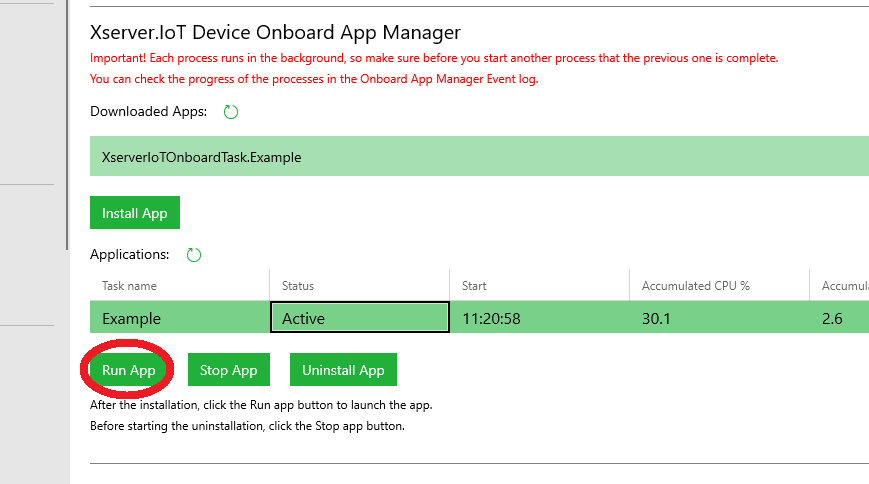 Xserver.IoT Device Onboard App Manager
Important! Each process runs in the background, so make sure before you start another process that the previous one is complete.
You can check the progress of the processes in the Onboard App Manager Event log.
Downloaded Apps:
XserverIoTOnboardTask.Example
Install App
Applications:
Task name Status Start Accumulated CPU % Accumula
Example Active 11:20:58 30.1 2.6
Run App Stop App Uninstall App
After the installation, click the Run app button to launch the app.
Before starting the uninstallation, click the Stop app button.